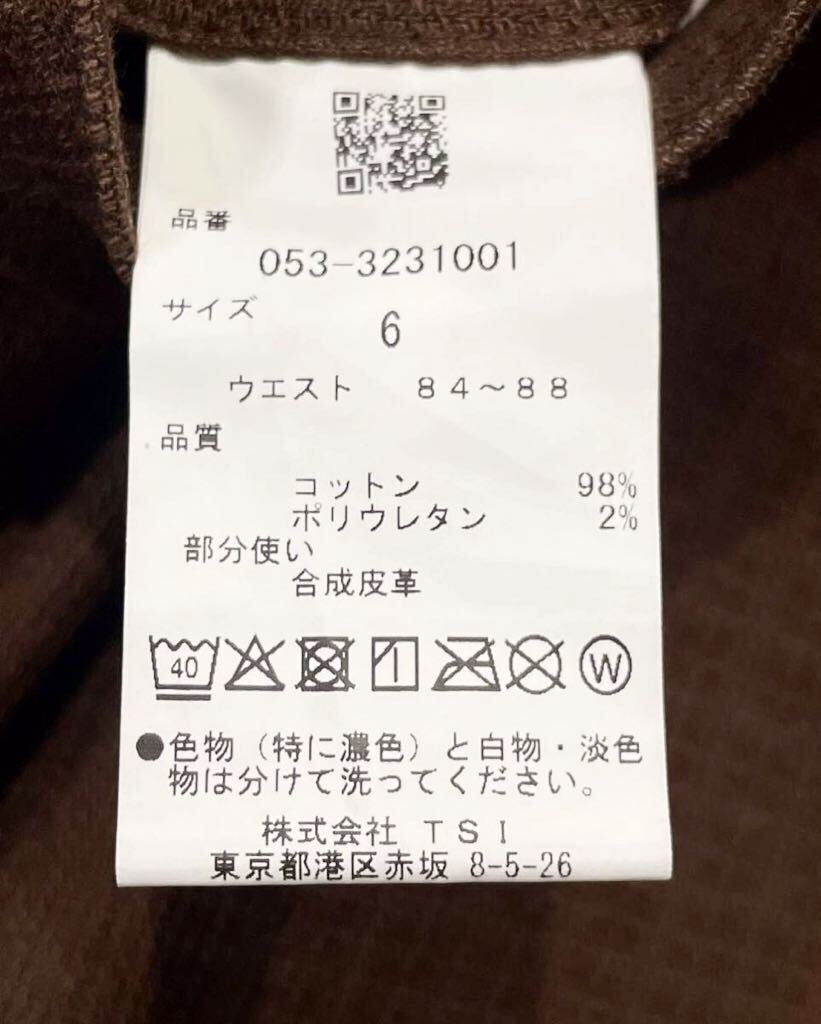 品番
053-3231001
サイズ
6
ウエスト 84～88
品質
コットン 98%
ポリウレタン 2%
部分使い
合成皮革
40 W
●色物（特に濃色）と白物・淡色
物は分けて洗ってください。
株式会社 TSI
東京都港区赤坂 8-5-26